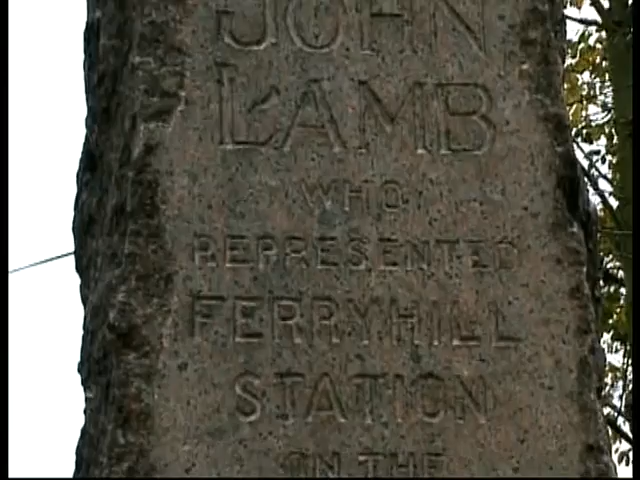 JOHN
LAMB
WHO
REPRESENTED
FERRYHILL
STATION
ON THE